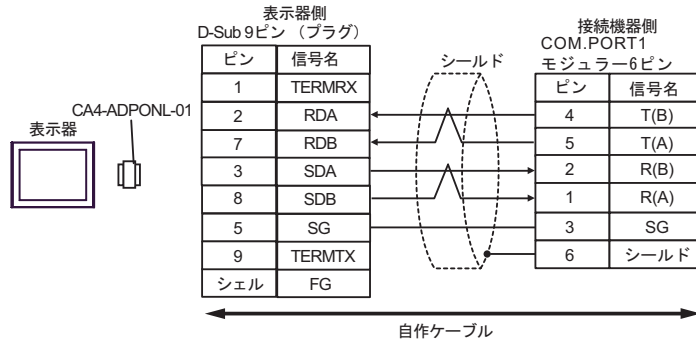 表示器側
D-Sub 9ピン （プラグ）
接続機器側
COM.PORT1
モジュラー6ピン
シールド
CA4-ADPONL-01
表示器
ピン 信号名
1 TERMRX
2 RDA
7 RDB
3 SDA
8 SDB
5 SG
9 TERMTX
シェル FG
ピン 信号名
4 T(B)
5 T(A)
2 R(B)
1 R(A)
3 SG
6 シールド
自作ケーブル